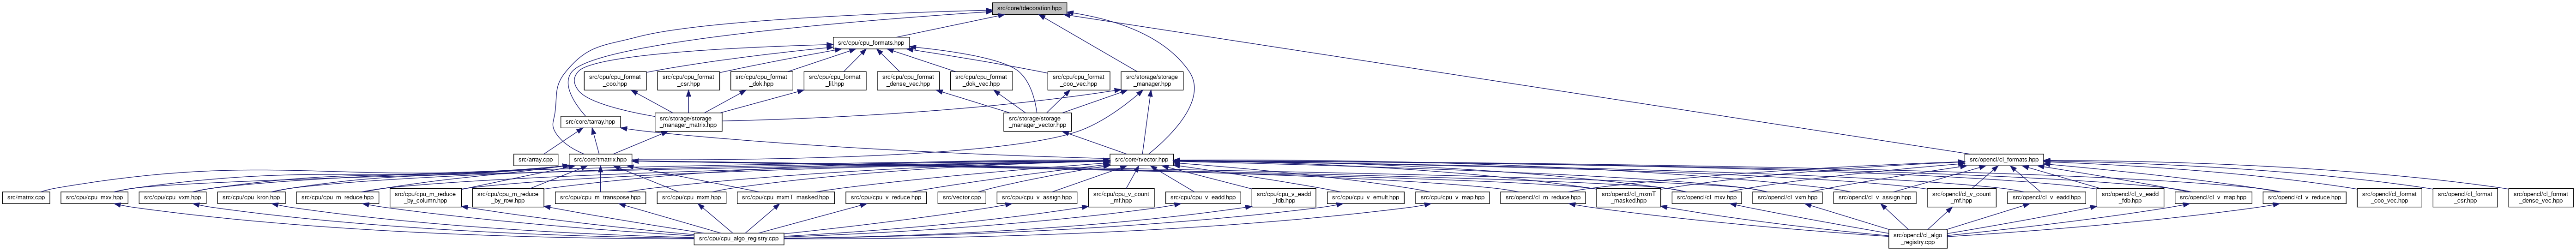 src/core/tdecoration.hpp
src/cpu/cpu_formats.hpp
src/cpu/cpu_format
_coo.hpp
src/cpu/cpu_format
_csr.hpp
src/cpu/cpu_format
_dok.hpp
src/cpu/cpu_format
_lil.hpp
src/cpu/cpu_format
_dense_vec.hpp
src/cpu/cpu_format
_dok_vec.hpp
src/cpu/cpu_format
_coo_vec.hpp
src/storage/storage
_manager.hpp
src/core/tarray.hpp
src/storage/storage
_manager_matrix.hpp
src/storage/storage
_manager_vector.hpp
src/array.cpp
src/core/tmatrix.hpp
src/core/tvector.hpp
src/opencl/cl_formats.hpp
src/matrix.cpp
src/cpu/cpu_mxv.hpp
src/cpu/cpu_vxm.hpp
src/cpu/cpu_kron.hpp
src/cpu/cpu_m_reduce.hpp
src/cpu/cpu_m_reduce
_by_column.hpp
src/cpu/cpu_m_reduce
_by_row.hpp
src/cpu/cpu_m_transpose.hpp
src/cpu/cpu_mxm.hpp
src/cpu/cpu_mxmT_masked.hpp
src/cpu/cpu_v_reduce.hpp
src/vector.cpp
src/cpu/cpu_v_assign.hpp
src/cpu/cpu_v_count
_mf.hpp
src/cpu/cpu_v_eadd.hpp
src/cpu/cpu_v_eadd
_fdb.hpp
src/cpu/cpu_v_emult.hpp
src/cpu/cpu_v_map.hpp
src/opencl/cl_m_reduce.hpp
src/opencl/cl_mxmT
_masked.hpp
src/opencl/cl_mxv.hpp
src/opencl/cl_vxm.hpp
src/opencl/cl_v_assign.hpp
src/opencl/cl_v_count
_mf.hpp
src/opencl/cl_v_eadd.hpp
src/opencl/cl_v_eadd
_fdb.hpp
src/opencl/cl_v_map.hpp
src/opencl/cl_v_reduce.hpp
src/opencl/cl_format
_coo_vec.hpp
src/opencl/cl_format
_csr.hpp
src/opencl/cl_format
_dense_vec.hpp
src/cpu/cpu_algo_registry.cpp
src/opencl/cl_algo
_registry.cpp